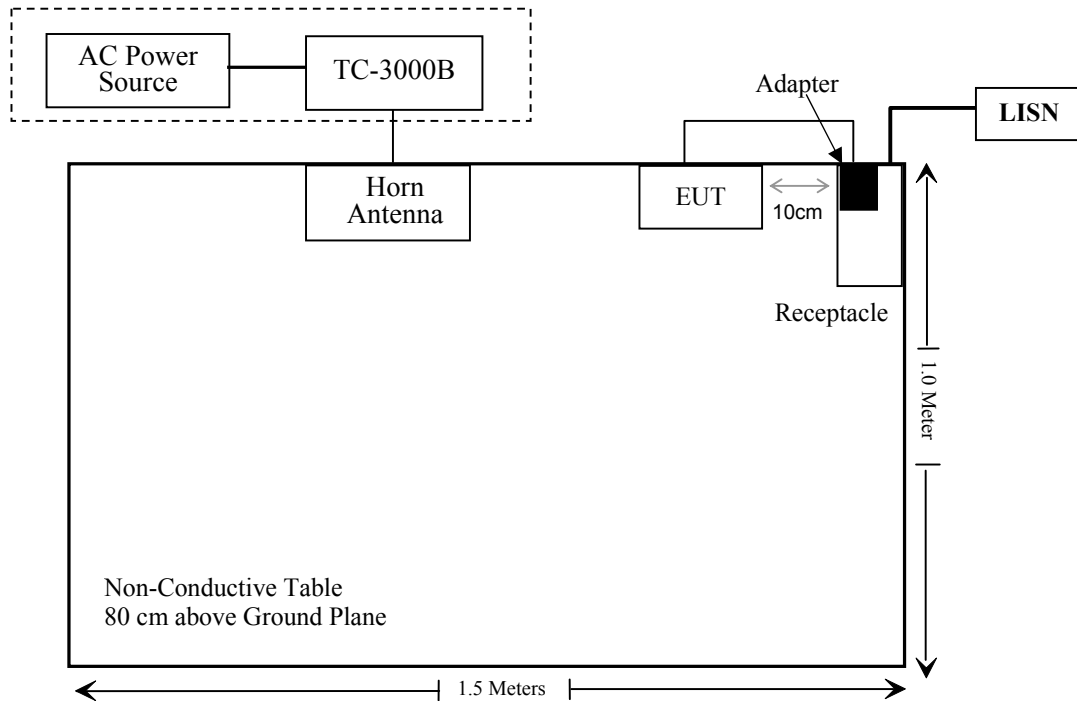 AC Power
Source
TC-3000B
Adapter
LISN
Horn
Antenna
EUT
10cm
Receptacle
1.0 Meter
Non-Conductive Table
80 cm above Ground Plane
1.5 Meters